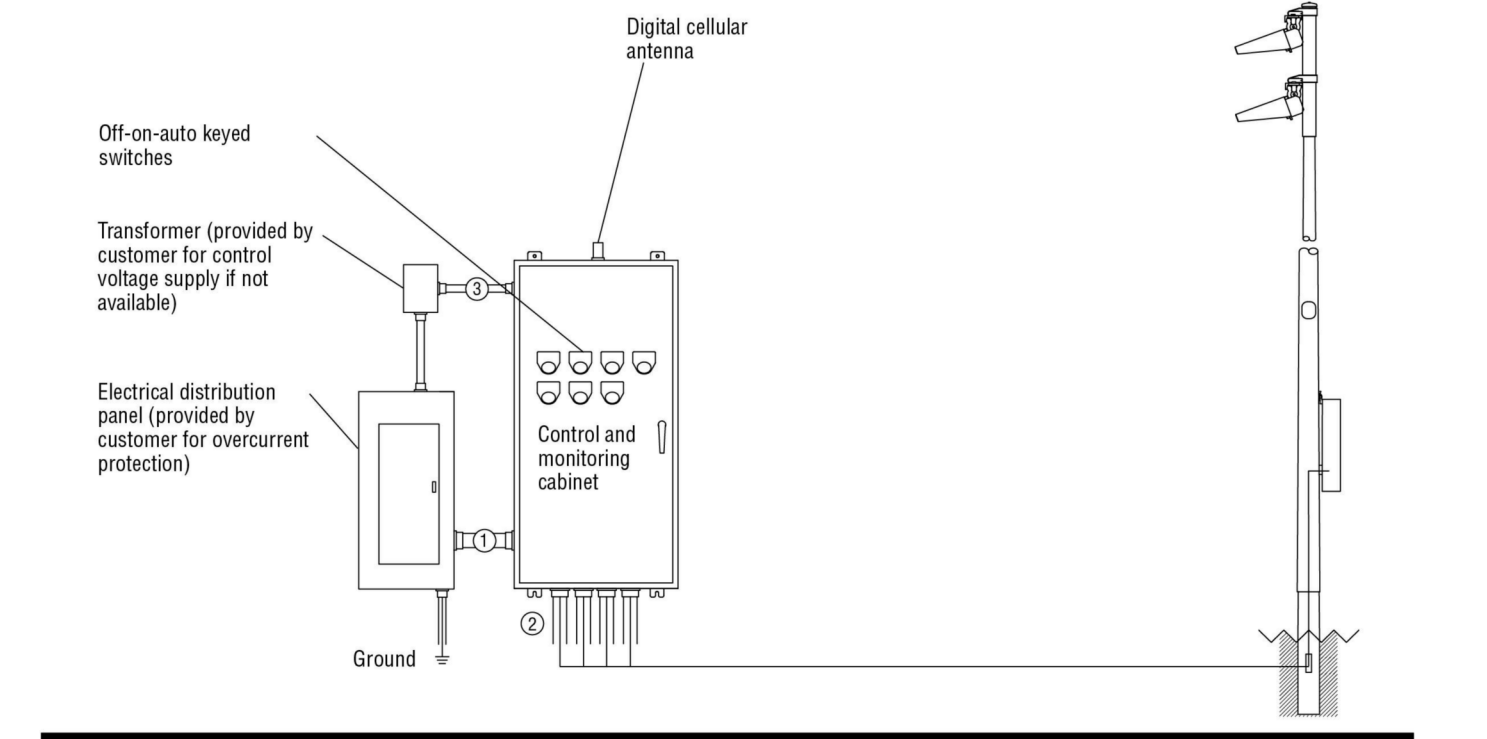 Digital cellular
antenna
Off-on-auto keyed
switches
Transformer (provided by
customer for control
voltage supply if not
available)
3
Electrical distribution
panel (provided by
customer for overcurrent
protection)
Control and
monitoring
cabinet
1
2
Ground